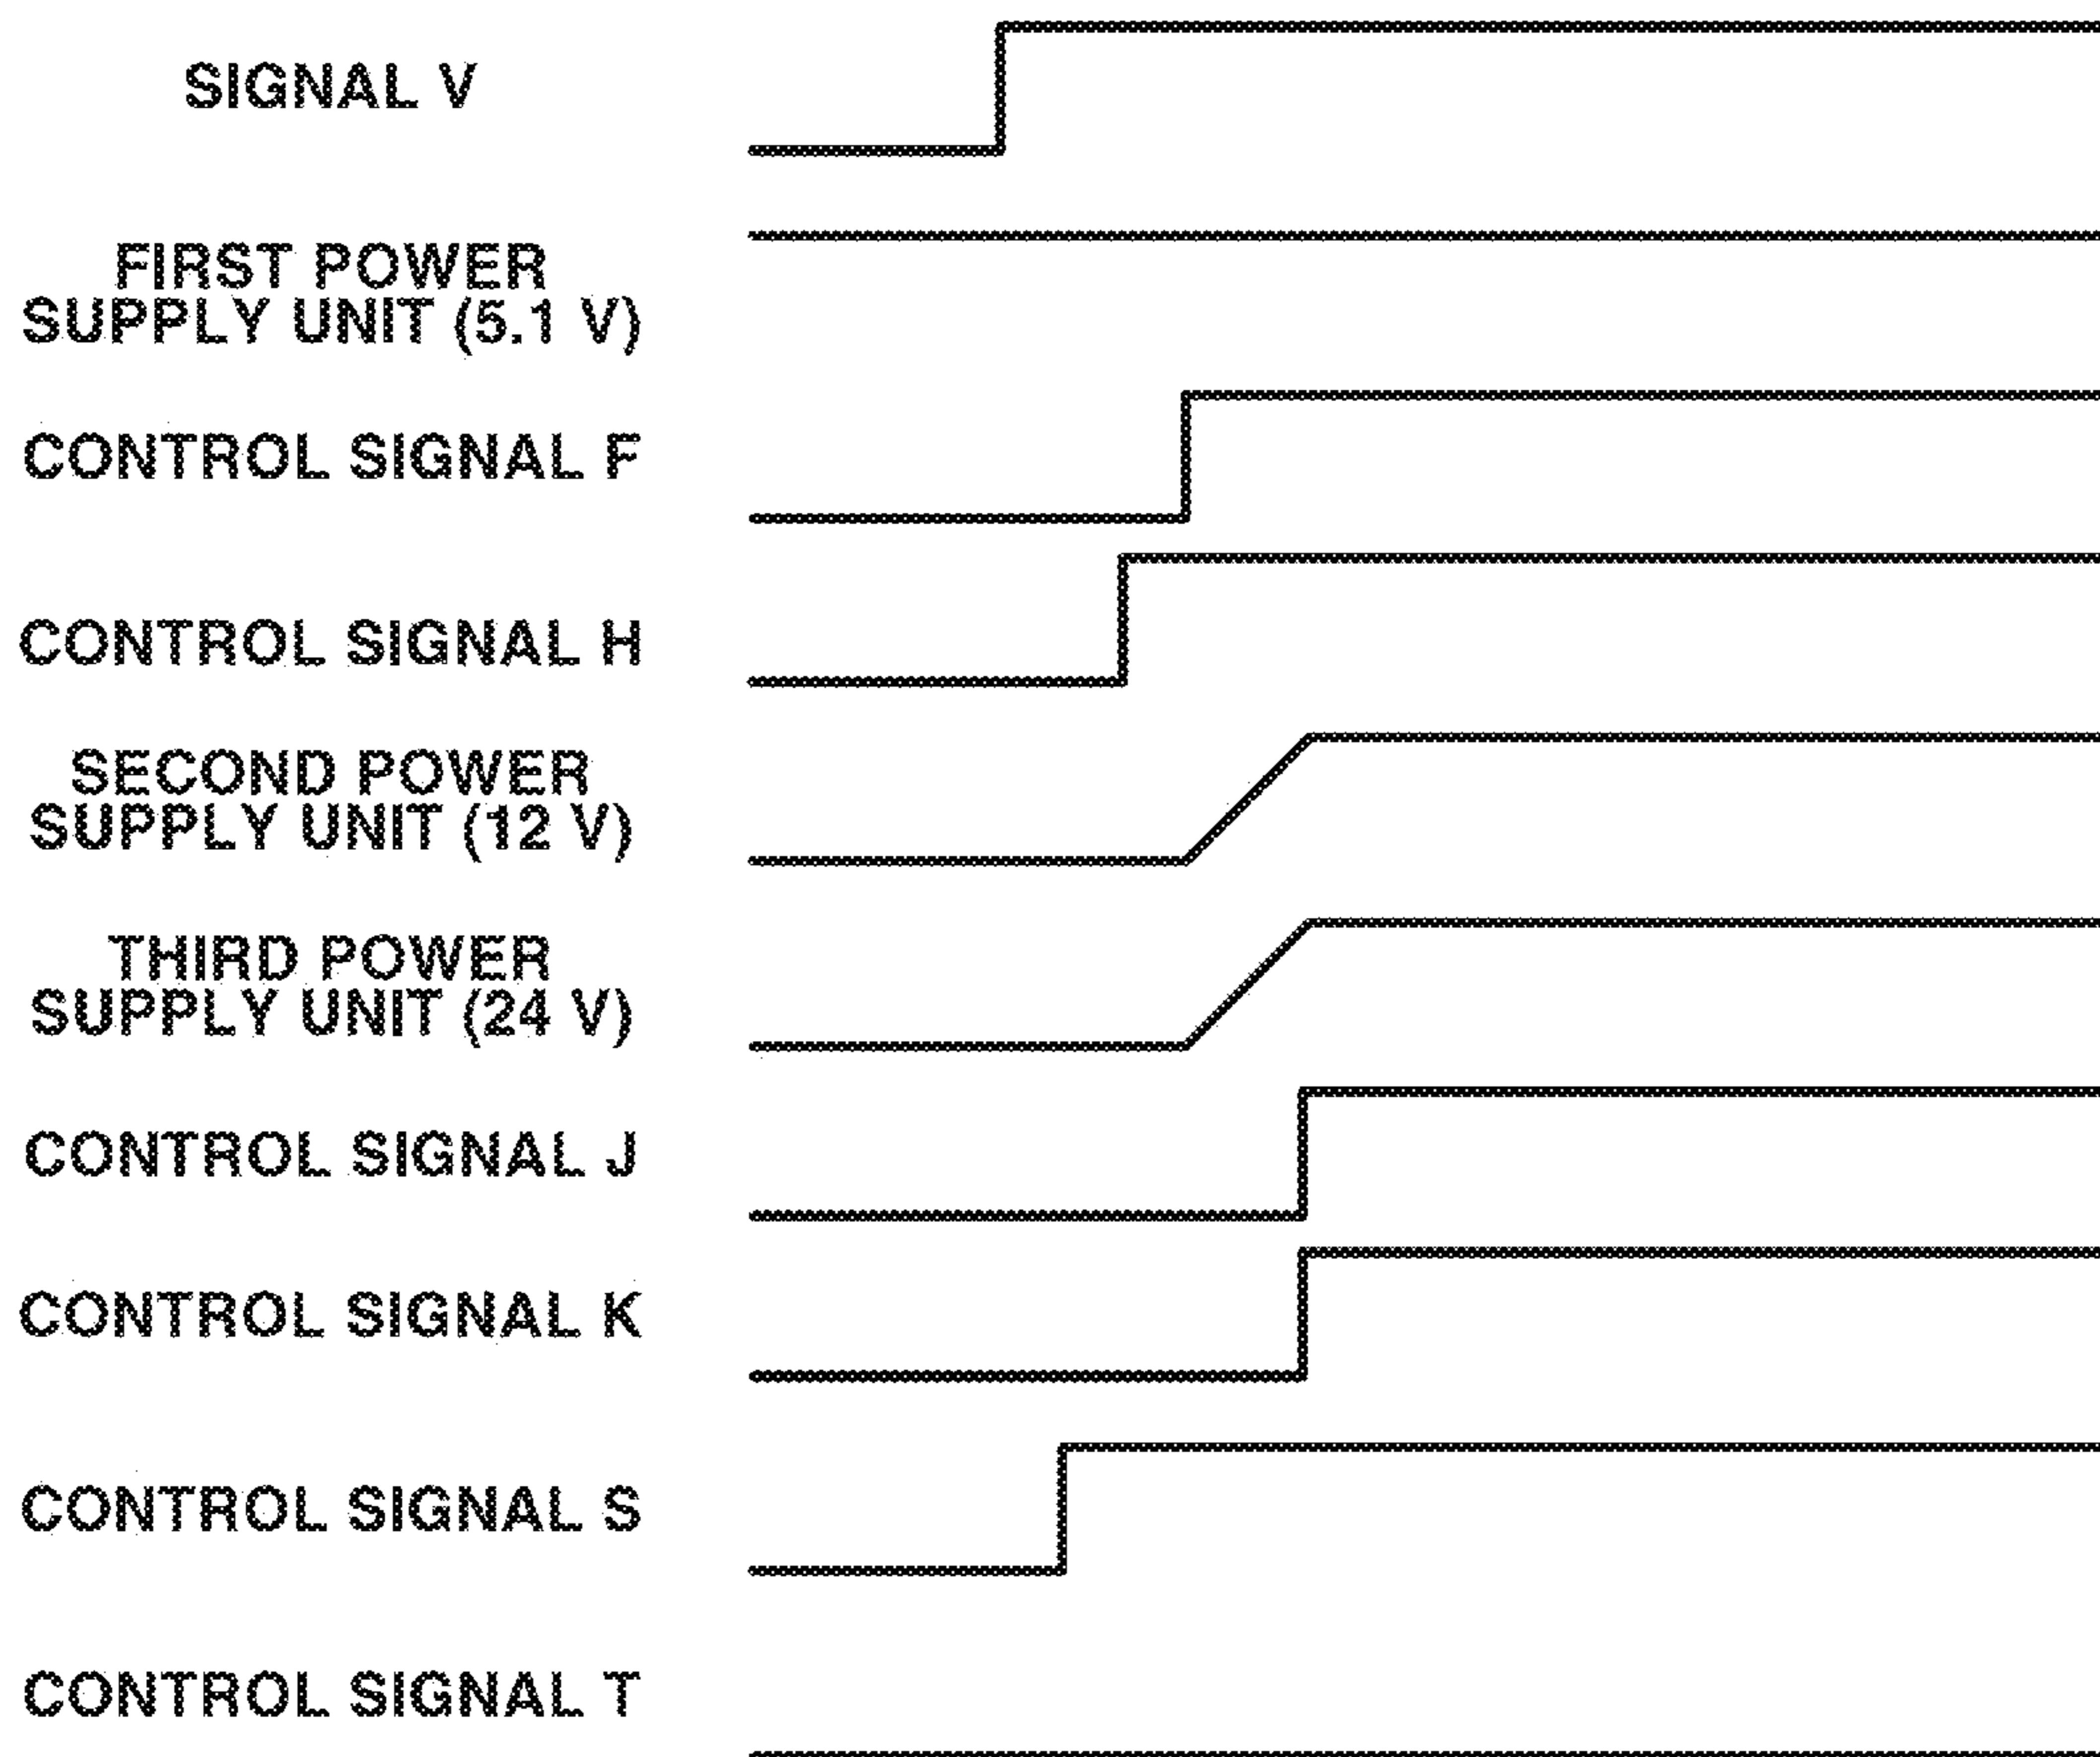 SIGNAL V
FIRST POWER
SUPPLY UNIT (5.1 V)
CONTROL SIGNAL F
CONTROL SIGNAL H
SECOND POWER
SUPPLY UNIT (12 V)
THIRD POWER
SUPPLY UNIT (24 V)
CONTROL SIGNAL J
CONTROL SIGNAL K
CONTROL SIGNAL S
CONTROL SIGNAL T